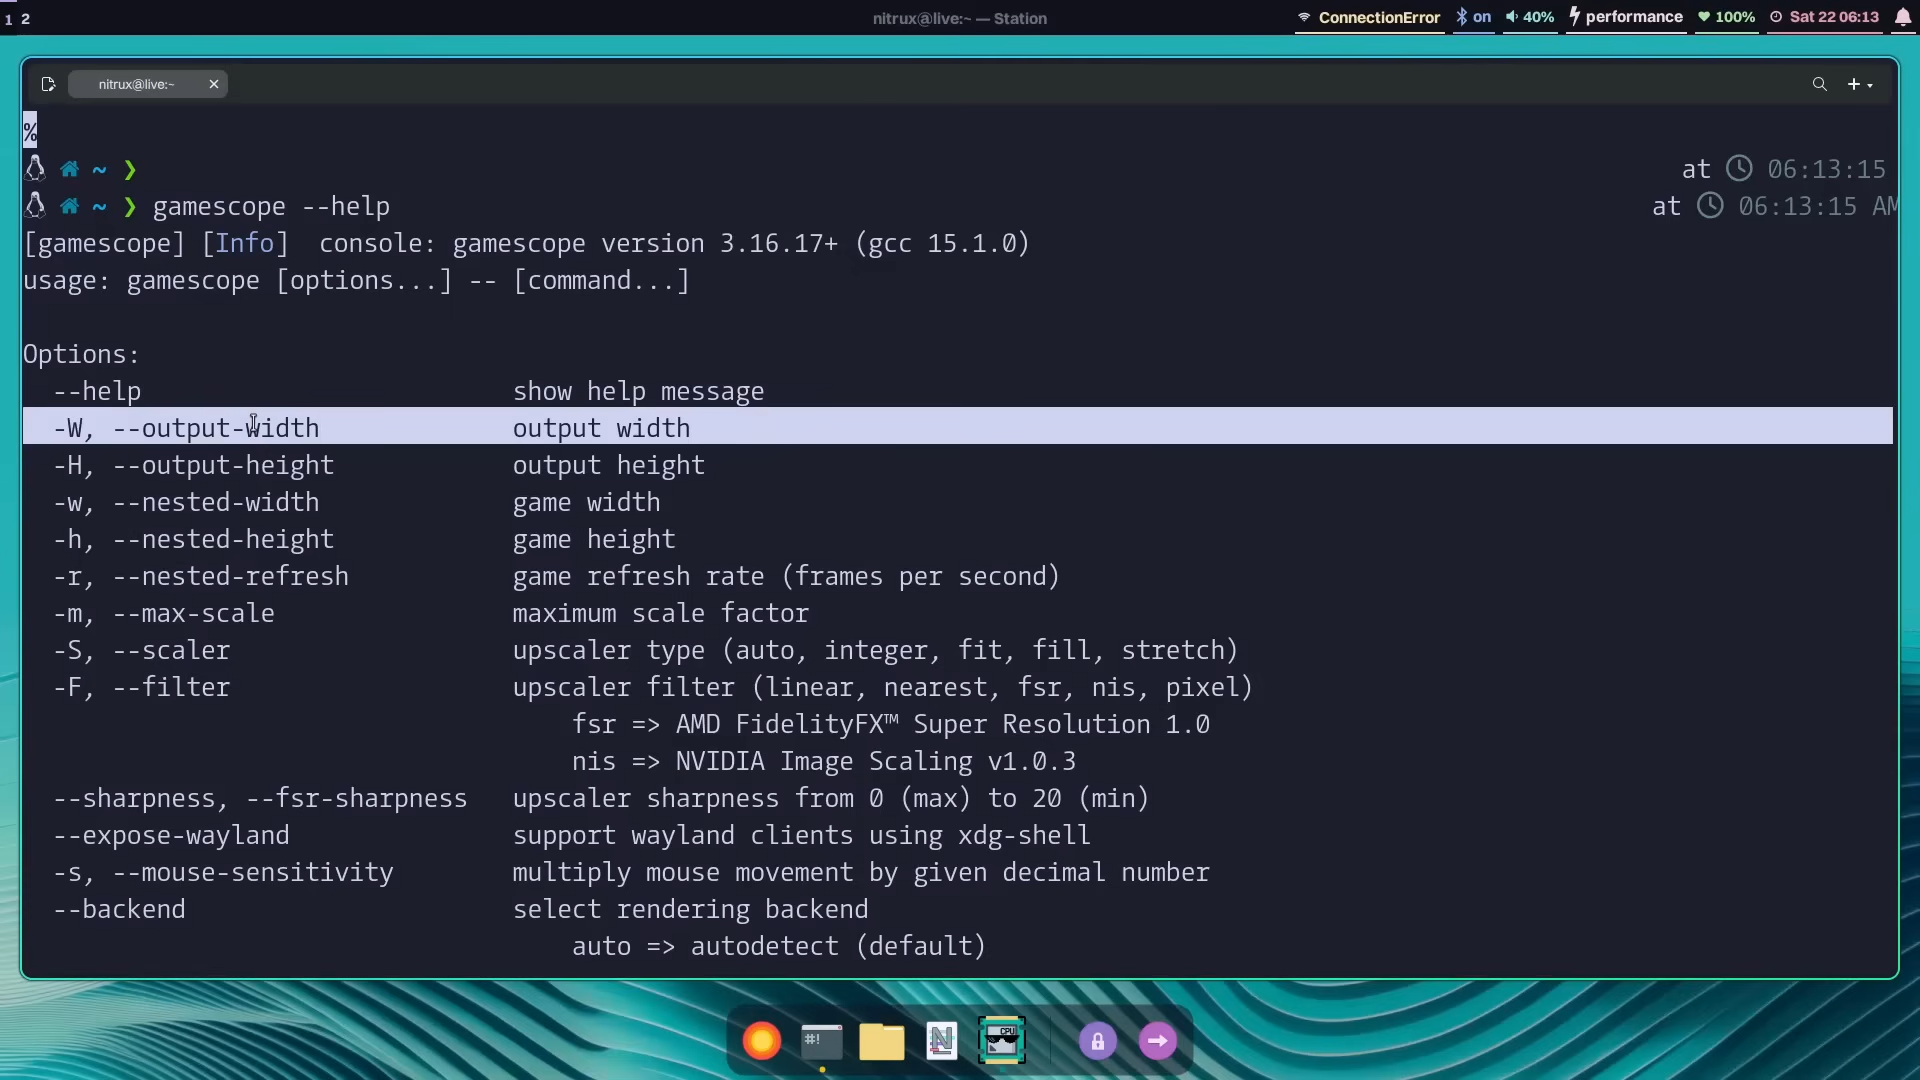 1 2
nitrux@live:~ — Station
ConnectionError on 40% performance 100% Sat 22 06:13
nitrux@live:~
%
~ ❯ at 06:13:15
~ ❯ gamescope --help at 06:13:15 AM
[gamescope] [Info]  console: gamescope version 3.16.17+ (gcc 15.1.0)
usage: gamescope [options...] -- [command...]
Options:
--help show help message
-W, --output-width output width
-H, --output-height output height
-w, --nested-width game width
-h, --nested-height game height
-r, --nested-refresh game refresh rate (frames per second)
-m, --max-scale maximum scale factor
-S, --scaler upscaler type (auto, integer, fit, fill, stretch)
-F, --filter upscaler filter (linear, nearest, fsr, nis, pixel)
fsr => AMD FidelityFX™ Super Resolution 1.0
nis => NVIDIA Image Scaling v1.0.3
--sharpness, --fsr-sharpness upscaler sharpness from 0 (max) to 20 (min)
--expose-wayland support wayland clients using xdg-shell
-s, --mouse-sensitivity multiply mouse movement by given decimal number
--backend select rendering backend
auto => autodetect (default)
#!
N
CPU